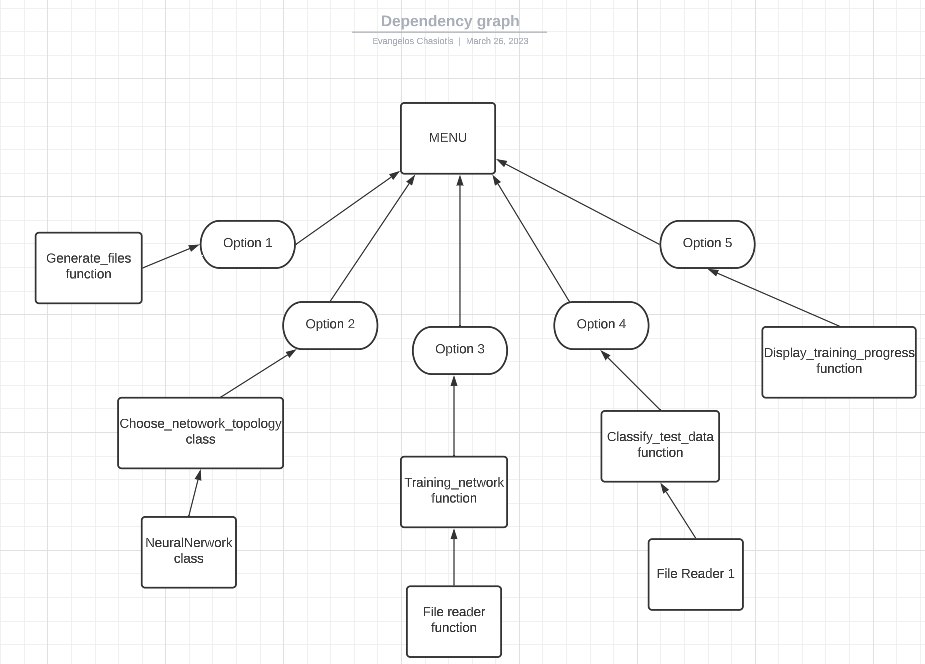 Dependency graph
Evangelos Chasiotis | March 26, 2023
MENU
Option 1
Option 5
Generate_files
function
Option 2
Option 4
Option 3
Display_training_progress
function
Choose_netowork_topology
class
Classify_test_data
function
Training_network
function
NeuralNerwork
class
File Reader 1
File reader
function